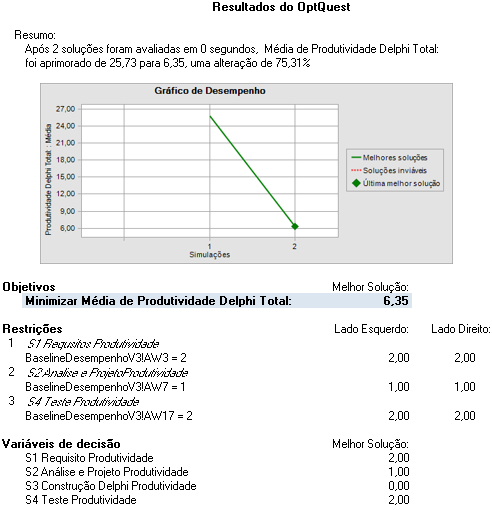 Resultados do OptQuest
Resumo:
Após 2 soluções foram avaliadas em 0 segundos, Média de Produtividade Delphi Total:
foi aprimorado de 25,73 para 6,35, uma alteração de 75,31%
Gráfico de Desempenho
Produtividade Delphi Total : Média
27,00
24,00
21,00
18,00
15,00
12,00
9,00
6,00
1 2
Simulações
Melhores soluções
Soluções inviáveis
Última melhor solução
Objetivos Melhor Solução:
Minimizar Média de Produtividade Delphi Total: 6,35
Restrições Lado Esquerdo: Lado Direito:
1 S1 Requsitos Produtividade
BaselineDesempenhoV3!AW3 = 2 2,00 2,00
2 S2 Analise e ProjetoProdutividade
BaselineDesempenhoV3!AW7 = 1 1,00 1,00
3 S4 Teste Produtividade
BaselineDesempenhoV3!AW17 = 2 2,00 2,00
Variáveis de decisão Melhor Solução:
S1 Requisito Produtividade 2,00
S2 Análise e Projeto Produtividade 1,00
S3 Construção Delphi Produtividade 0,00
S4 Teste Produtividade 2,00